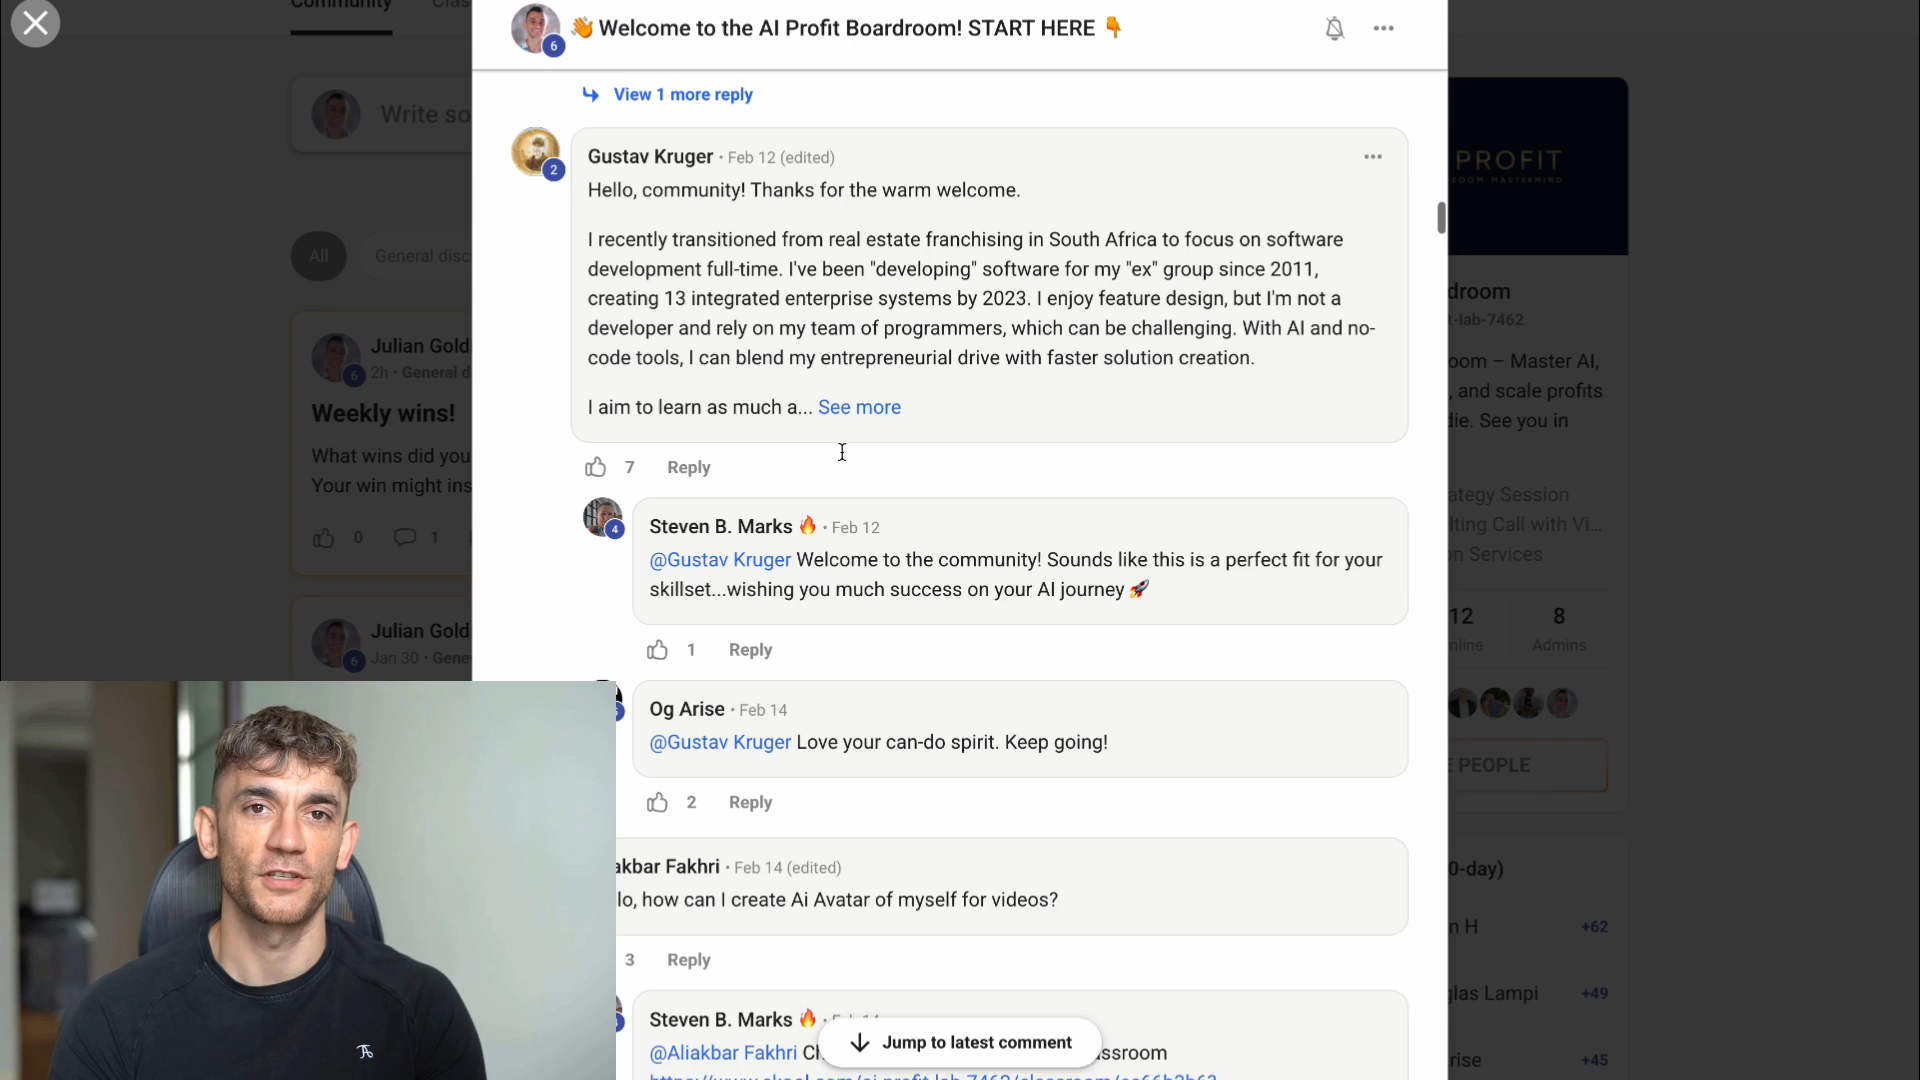 Community
👋 Welcome to the AI Profit Boardroom! START HERE 👇
6
View 1 more reply
Write so
2
Gustav Kruger • Feb 12 (edited)
Hello, community! Thanks for the warm welcome.
I recently transitioned from real estate franchising in South Africa to focus on software
development full-time. I've been "developing" software for my "ex" group since 2011,
creating 13 integrated enterprise systems by 2023. I enjoy feature design, but I'm not a
developer and rely on my team of programmers, which can be challenging. With AI and no-
code tools, I can blend my entrepreneurial drive with faster solution creation.
I aim to learn as much a... See more
7 Reply
All
General disc
Julian Gold
6
2h • General d
Weekly wins!
What wins did you
Your win might ins
0 1
Julian Gold
6
Jan 30 • Gene
4
Steven B. Marks 🔥 • Feb 12
@Gustav Kruger Welcome to the community! Sounds like this is a perfect fit for your
skillset...wishing you much success on your AI journey 🚀
1 Reply
Og Arise • Feb 14
@Gustav Kruger Love your can-do spirit. Keep going!
2 Reply
akbar Fakhri • Feb 14 (edited)
lo, how can I create Ai Avatar of myself for videos?
3 Reply
Steven B. Marks 🔥
@Aliakbar Fakhri
ssroom
Jump to latest comment
PROFIT
droom
t-lab-7462
oom – Master AI,
, and scale profits
die. See you in
ategy Session
lting Call with Vi...
n Services
12
nline
8
Admins
E PEOPLE
0-day)
n H +62
glas Lampi +49
rise +45